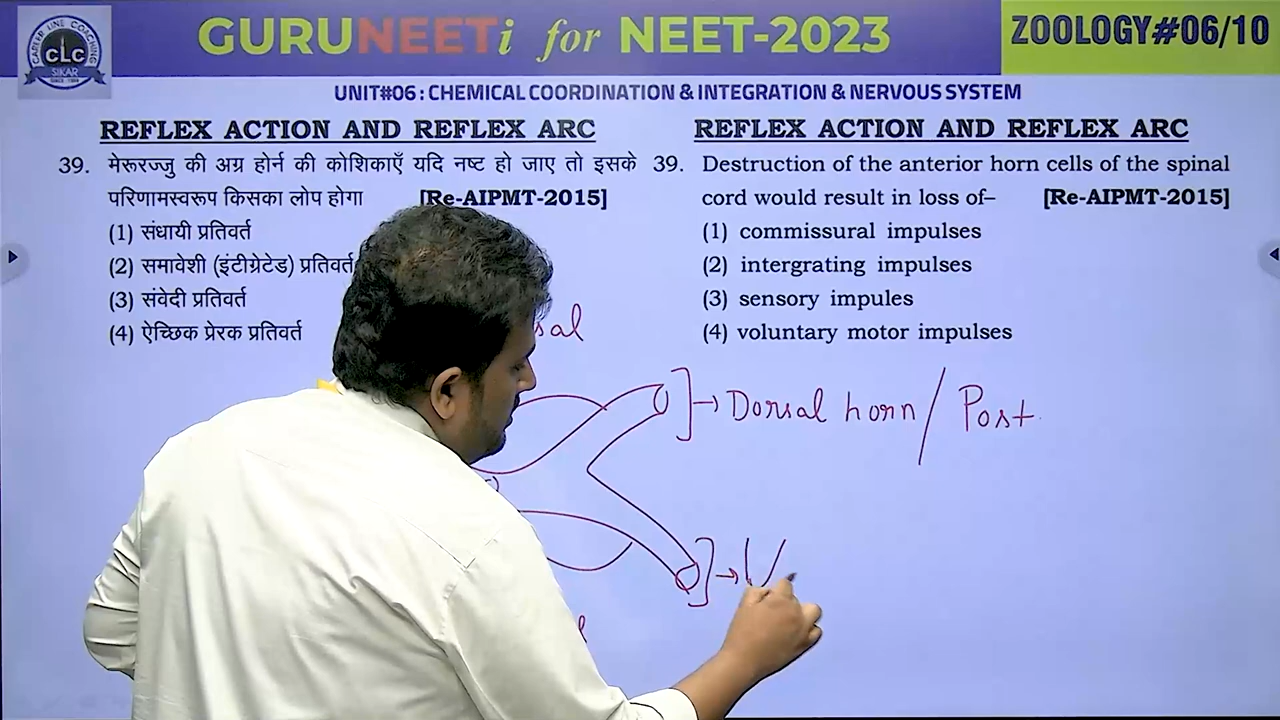 CAREER LINE COACHING
CLC
SIKAR
GURUNEETi for NEET-2023
ZOOLOGY#06/10
UNIT#06 : CHEMICAL COORDINATION & INTEGRATION & NERVOUS SYSTEM
REFLEX ACTION AND REFLEX ARC
39. मेरूरज्जु की अग्र होर्न की कोशिकाएँ यदि नष्ट हो जाए तो इसके
परिणामस्वरूप किसका लोप होगा [Re-AIPMT-2015]
(1) संधायी प्रतिवर्त
(2) समावेशी (इंटीग्रेटेड) प्रतिवर्त
(3) संवेदी प्रतिवर्त
(4) ऐच्छिक प्रेरक प्रतिवर्त
REFLEX ACTION AND REFLEX ARC
39. Destruction of the anterior horn cells of the spinal
cord would result in loss of– [Re-AIPMT-2015]
(1) commissural impulses
(2) intergrating impulses
(3) sensory impules
(4) voluntary motor impulses
sal
Dorsal horn / Post.
V